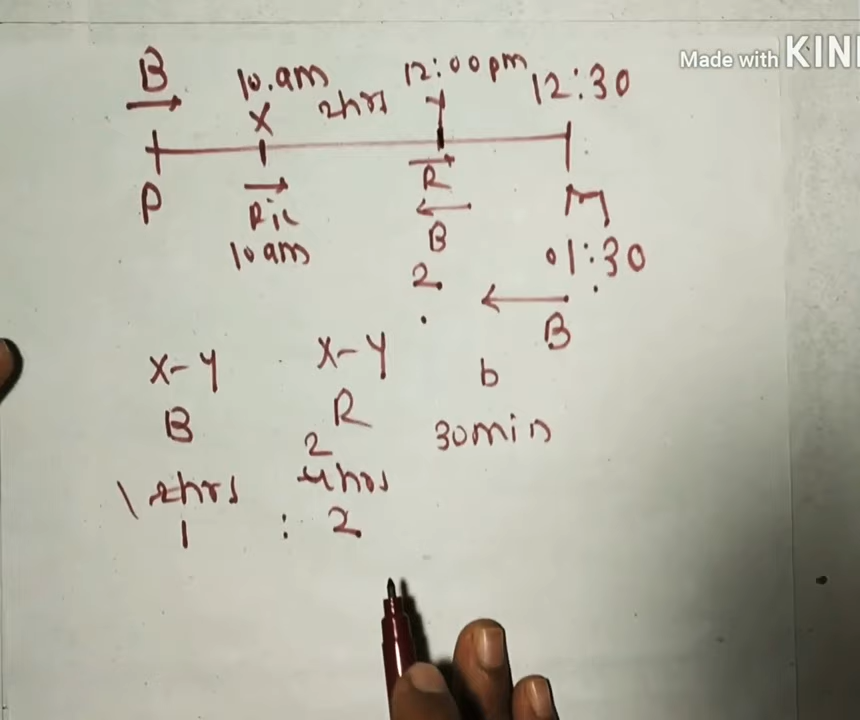 Made with KIN
B 10.am 2hrs 12:00pm 12:30
X Y
P Ric R M
10am B 01:30
2.
B
X-Y X-Y b
B R 30min
2
1 2hrs 4hrs
1 : 2